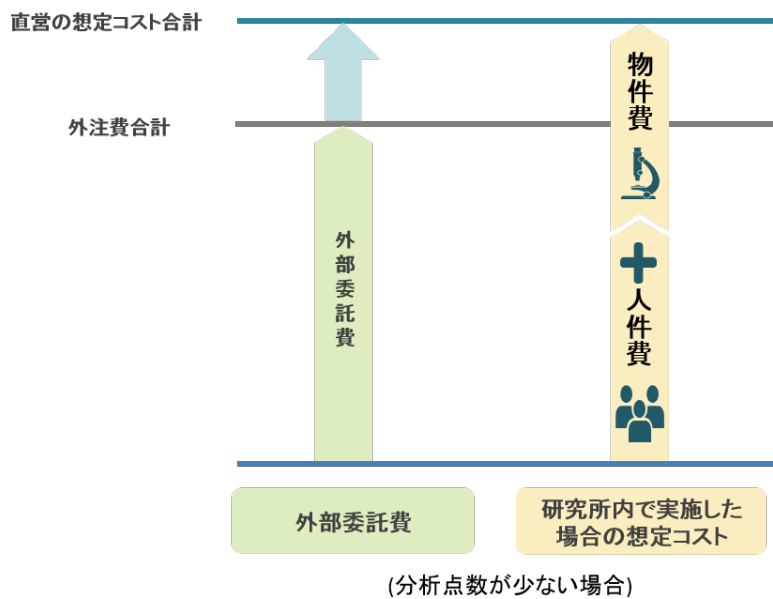 直営の想定コスト合計
外注費合計
外部委託費
物件費
人件費
外部委託費
研究所内で実施した
場合の想定コスト
(分析点数が少ない場合)